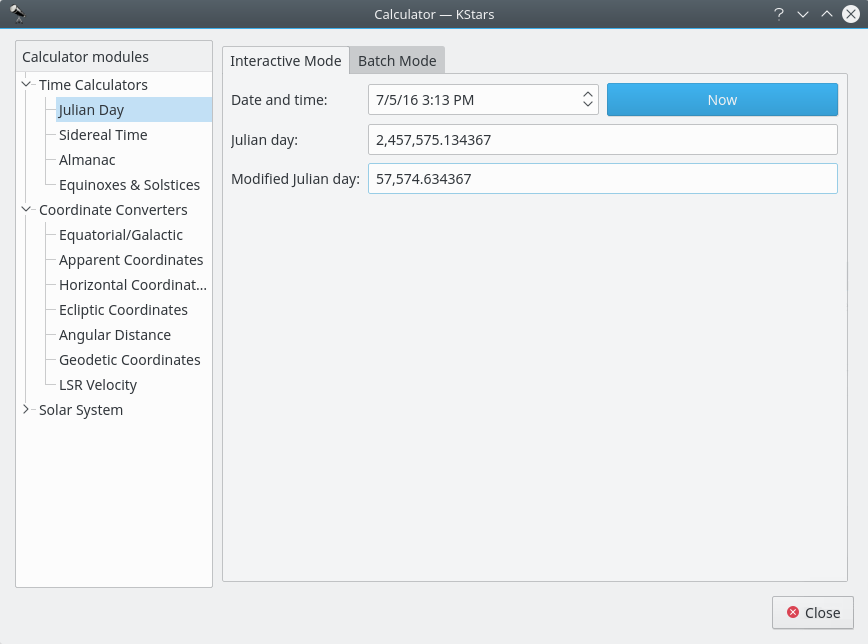 Calculator — KStars
?
Calculator modules
Time Calculators
Julian Day
Sidereal Time
Almanac
Equinoxes & Solstices
Coordinate Converters
Equatorial/Galactic
Apparent Coordinates
Horizontal Coordinat...
Ecliptic Coordinates
Angular Distance
Geodetic Coordinates
LSR Velocity
Solar System
Interactive Mode Batch Mode
Date and time: 7/5/16 3:13 PM Now
Julian day: 2,457,575.134367
Modified Julian day: 57,574.634367
Close